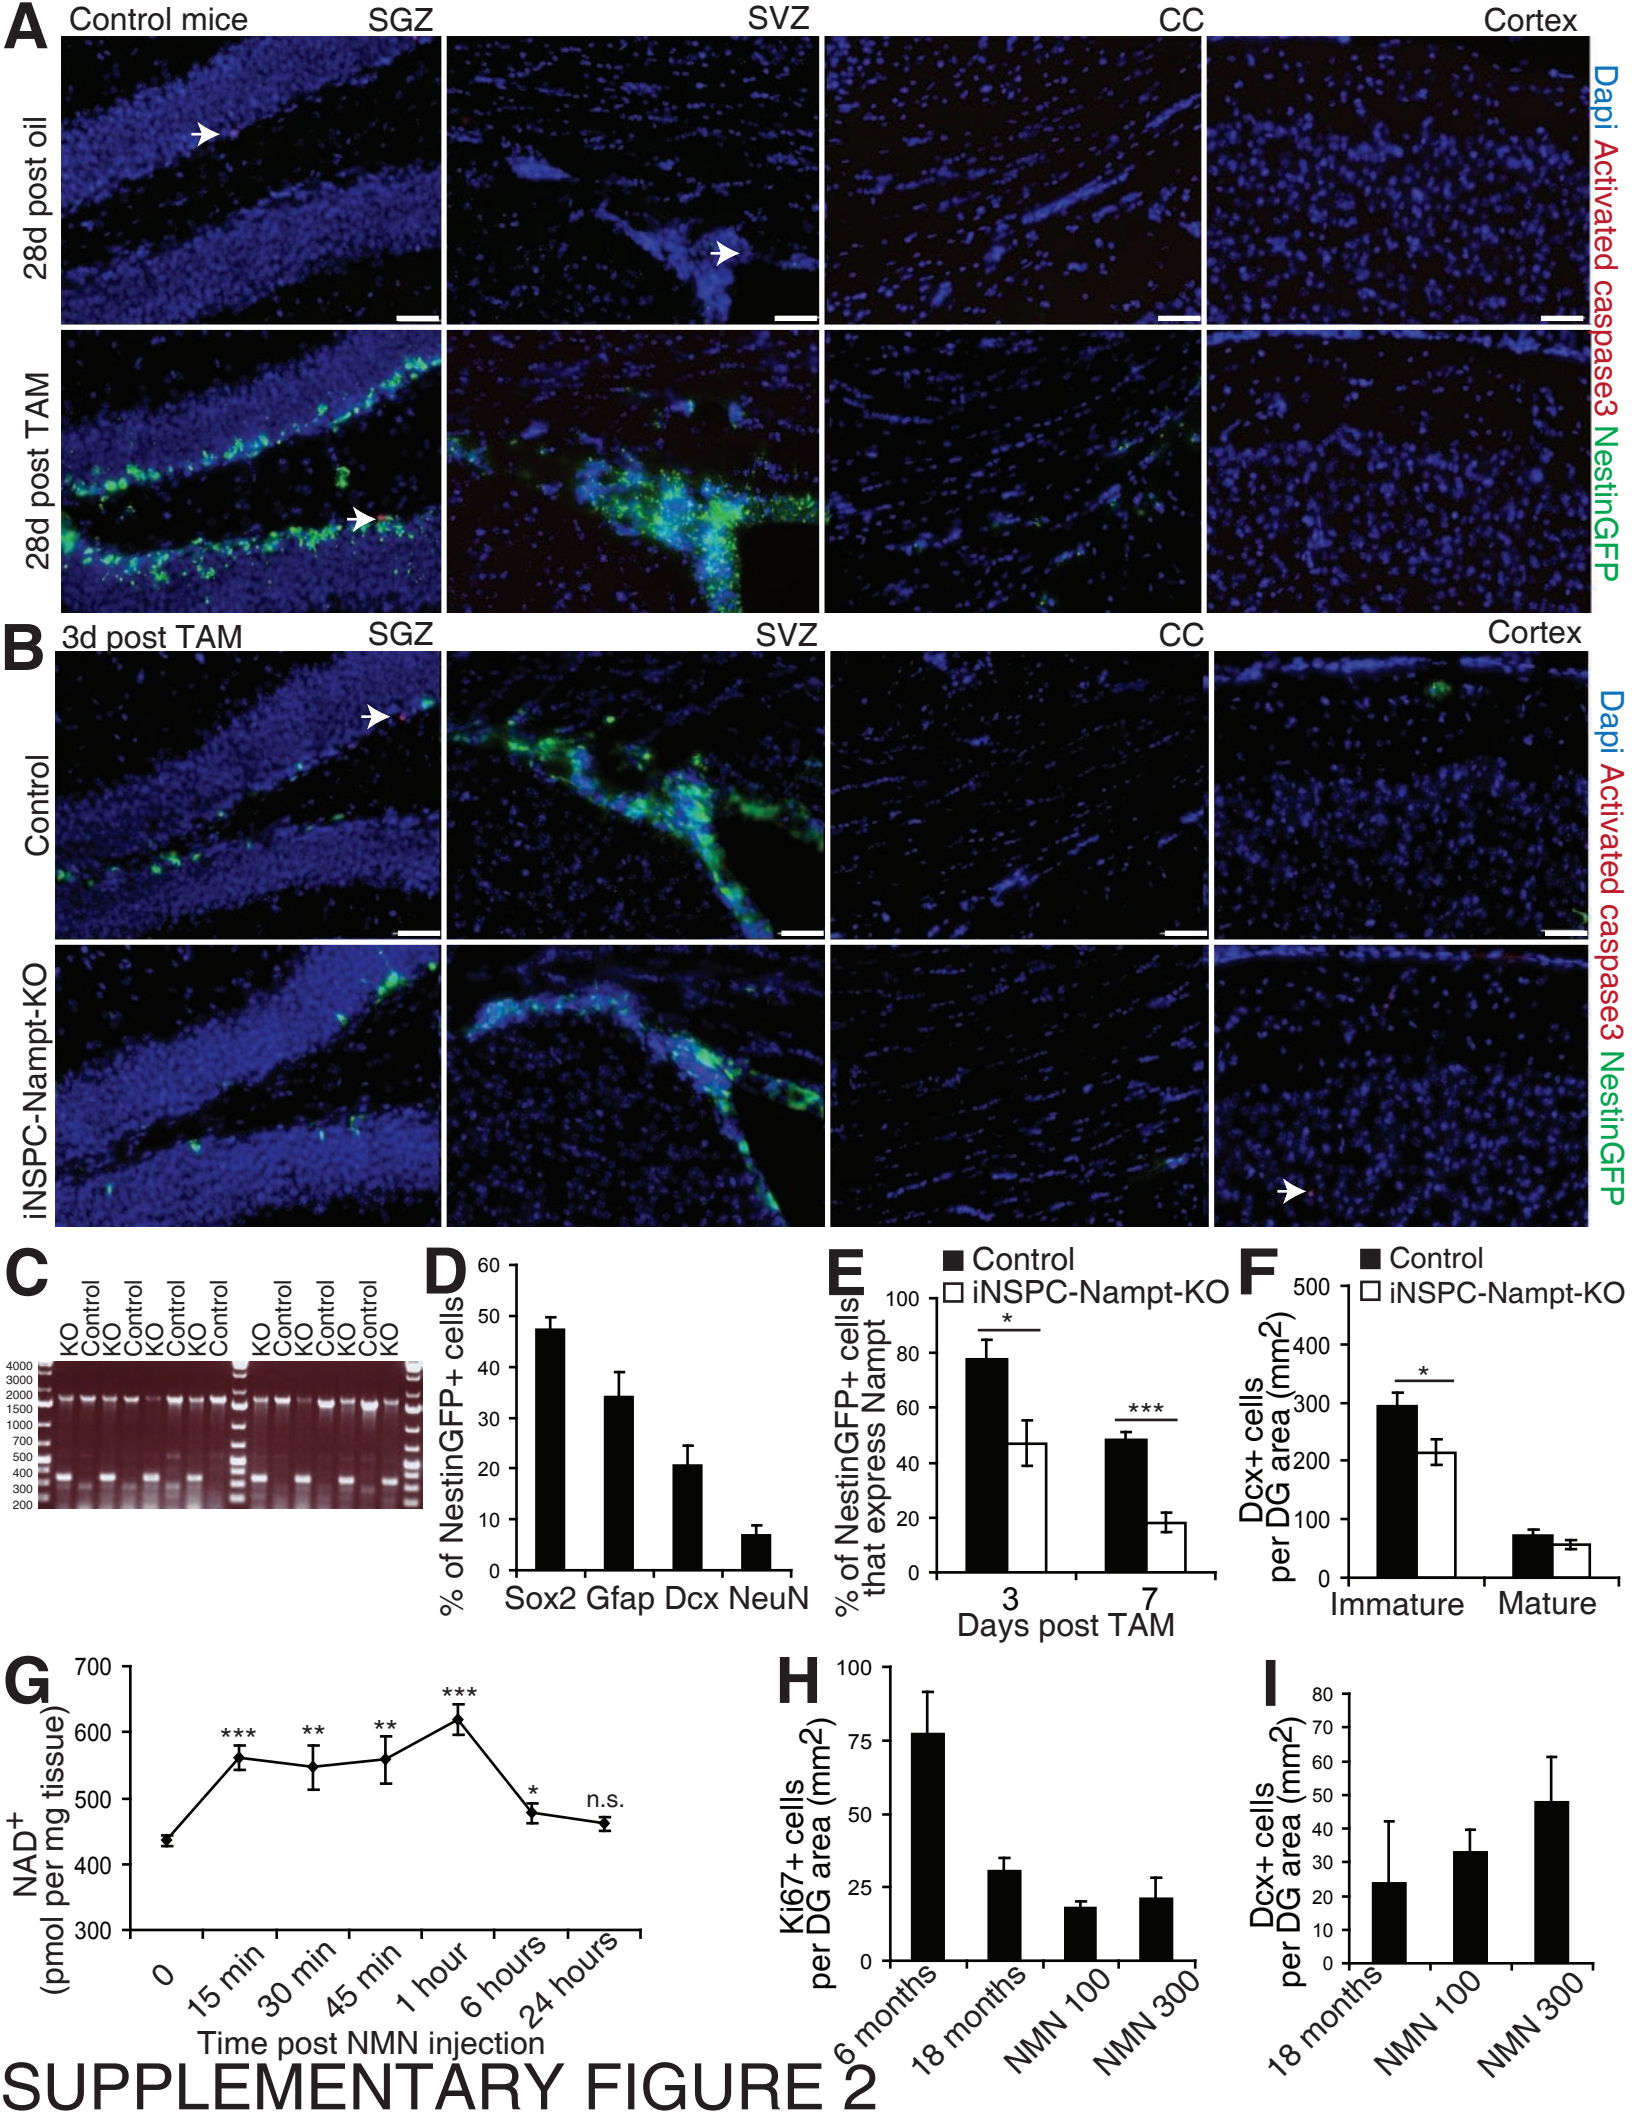 A
Control mice
SGZ
SVZ
CC
Cortex
28d post oil
28d post TAM
Dapi Activated caspase3 NestinGFP
B
3d post TAM
SGZ
SVZ
CC
Cortex
Control
iNSPC-Nampt-KO
Dapi Activated caspase3 NestinGFP
C
KO
Control
KO
Control
KO
Control
KO
Control
KO
Control
KO
Control
KO
Control
KO
4000
3000
2000
1500
1000
700
500
400
300
200
D
% of NestinGFP+ cells
60
50
40
30
20
10
0
Sox2 Gfap Dcx NeuN
E
Control
iNSPC-Nampt-KO
% of NestinGFP+ cells
that express Nampt
100
80
60
40
20
0
*
***
3
7
Days post TAM
F
Control
iNSPC-Nampt-KO
Dcx+ cells
per DG area (mm2)
500
400
300
200
100
0
*
Immature
Mature
G
NAD+
(pmol per mg tissue)
700
600
500
400
300
***
**
**
***
*
n.s.
0
15 min
30 min
45 min
1 hour
6 hours
24 hours
Time post NMN injection
H
Ki67+ cells
per DG area (mm2)
100
75
50
25
0
6 months
18 months
NMN 100
NMN 300
I
Dcx+ cells
per DG area (mm2)
80
70
60
50
40
30
20
10
0
18 months
NMN 100
NMN 300
SUPPLEMENTARY FIGURE 2